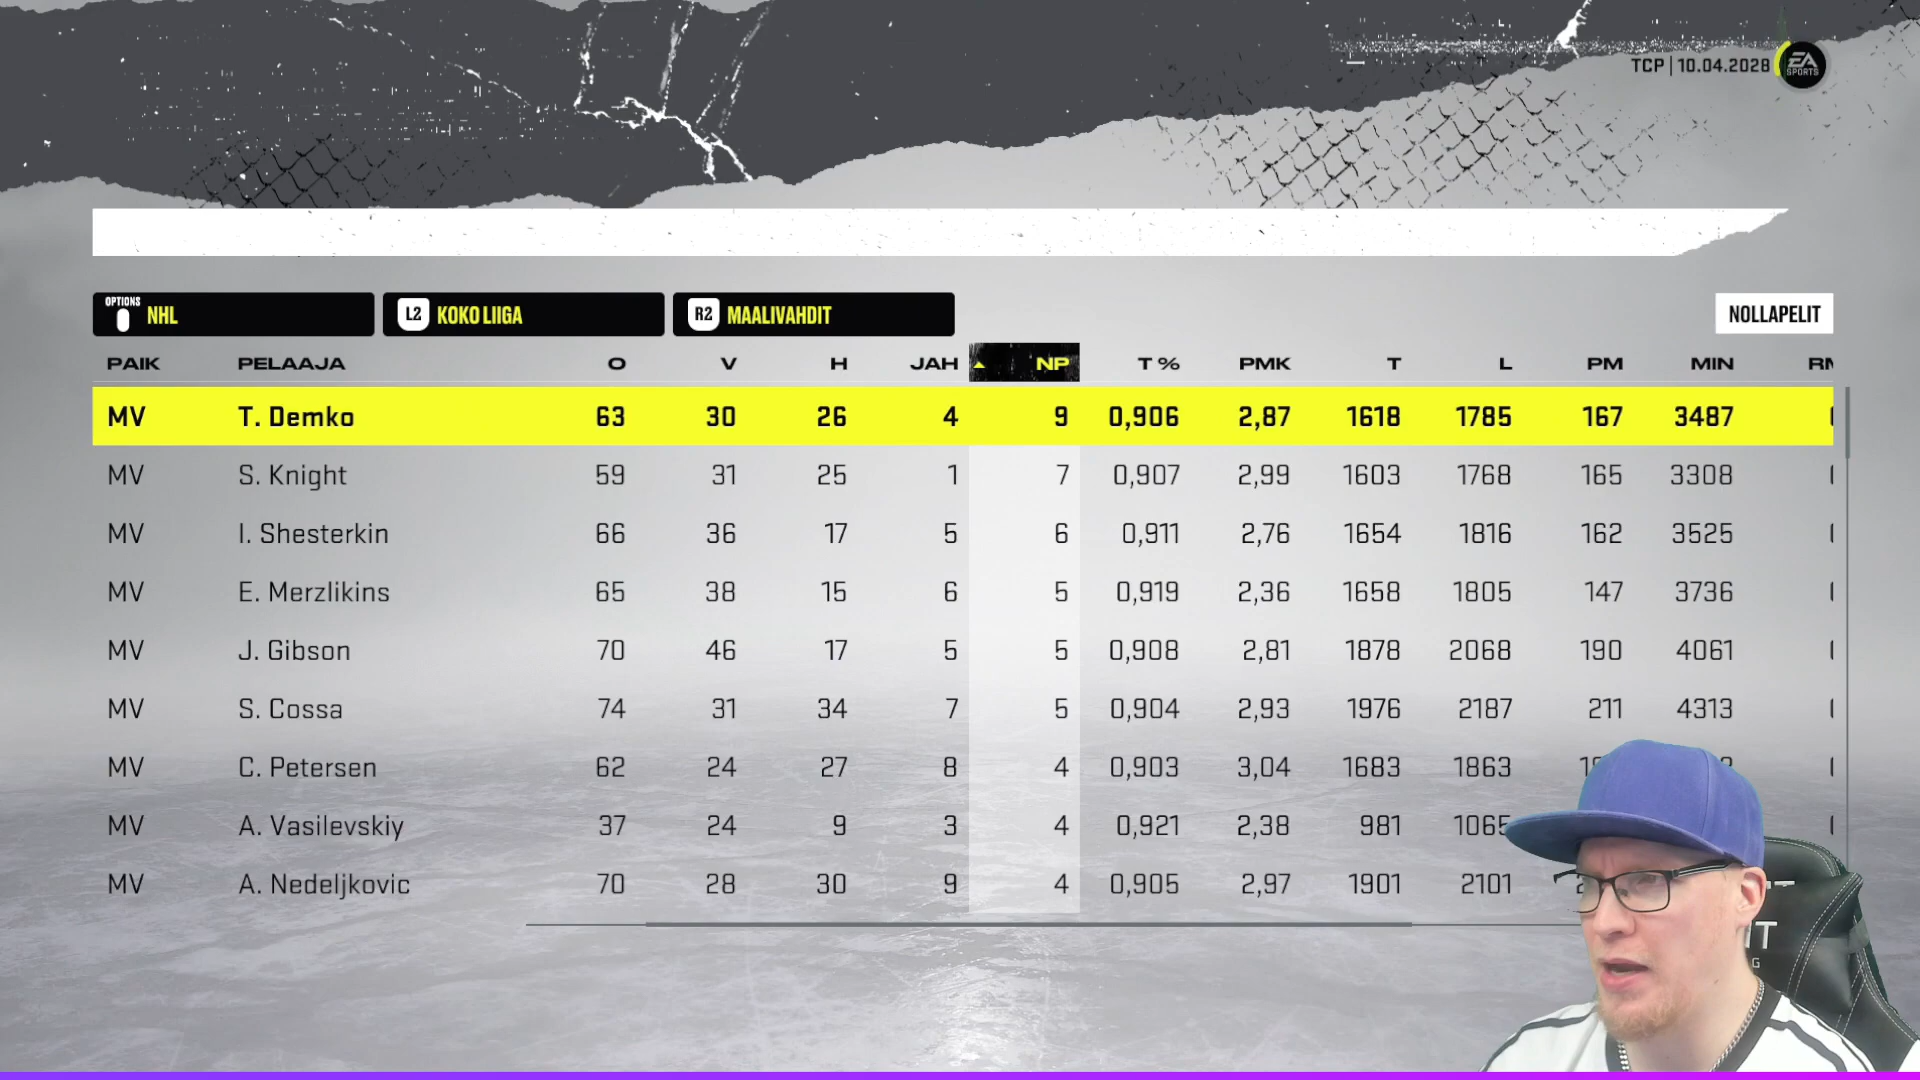 TCP | 10.04.2028 EA SPORTS
OPTIONS NHL L2 KOKO LIIGA R2 MAALIVAHDIT NOLLAPELIT
PAIK PELAAJA O V H JAH NP T % PMK T L PM MIN
MV T. Demko 63 30 26 4 9 0,906 2,87 1618 1785 167 3487
MV S. Knight 59 31 25 1 7 0,907 2,99 1603 1768 165 3308
MV I. Shesterkin 66 36 17 5 6 0,911 2,76 1654 1816 162 3525
MV E. Merzlikins 65 38 15 6 5 0,919 2,36 1658 1805 147 3736
MV J. Gibson 70 46 17 5 5 0,908 2,81 1878 2068 190 4061
MV S. Cossa 74 31 34 7 5 0,904 2,93 1976 2187 211 4313
MV C. Petersen 62 24 27 8 4 0,903 3,04 1683 1863
MV A. Vasilevskiy 37 24 9 3 4 0,921 2,38 981 1065
MV A. Nedeljkovic 70 28 30 9 4 0,905 2,97 1901 2101